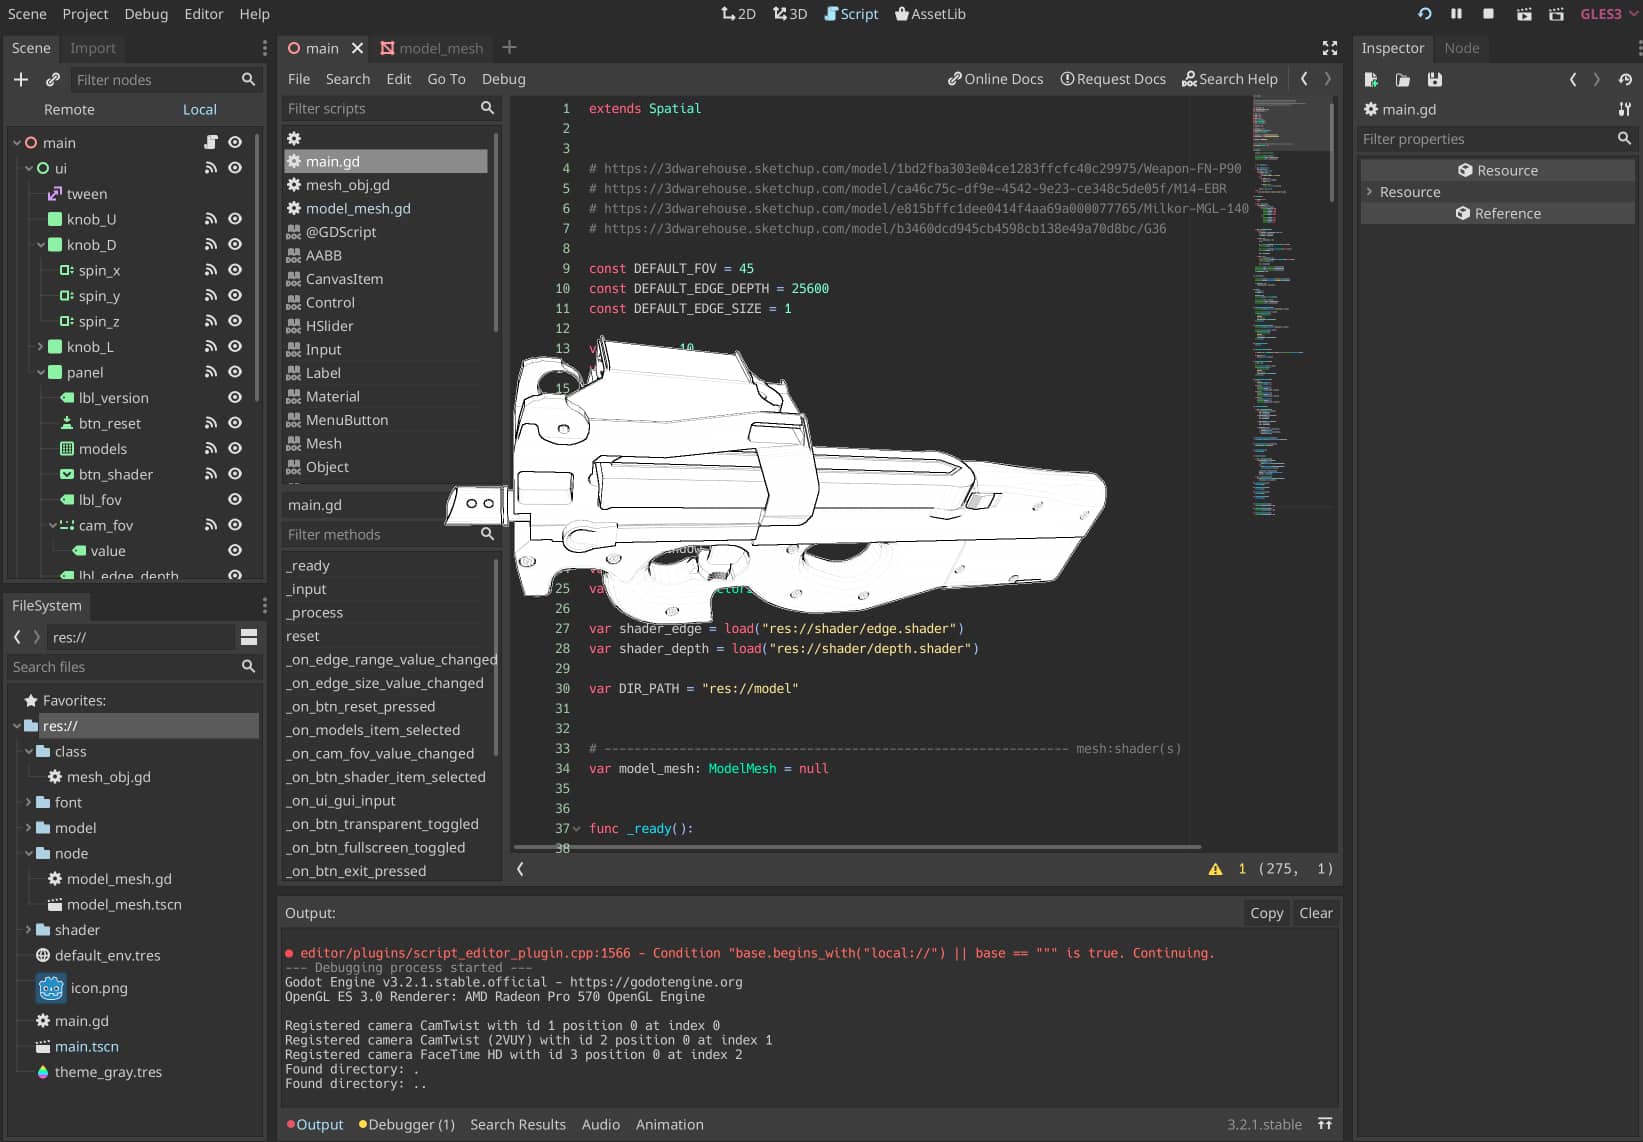 Scene Project Debug Editor Help
2D 3D Script AssetLib
GLES3
Scene Import
Filter nodes
Remote Local
main
ui
tween
knob_U
knob_D
spin_x
spin_y
spin_z
knob_L
panel
lbl_version
btn_reset
models
btn_shader
lbl_fov
cam_fov
value
lbl_edge_depth
FileSystem
res://
Search files
Favorites:
res://
class
mesh_obj.gd
font
model
node
model_mesh.gd
model_mesh.tscn
shader
default_env.tres
icon.png
main.gd
main.tscn
theme_gray.tres
main model_mesh
File Search Edit Go To Debug
Online Docs Request Docs Search Help
Filter scripts
main.gd
mesh_obj.gd
model_mesh.gd
@GDScript
AABB
CanvasItem
Control
HSlider
Input
Label
Material
MenuButton
Mesh
Object
main.gd
Filter methods
_ready
_input
_process
reset
_on_edge_range_value_changed
_on_edge_size_value_changed
_on_btn_reset_pressed
_on_models_item_selected
_on_cam_fov_value_changed
_on_btn_shader_item_selected
_on_ui_gui_input
_on_btn_transparent_toggled
_on_btn_fullscreen_toggled
_on_btn_exit_pressed
1 extends Spatial
2
3
4 # https://3dwarehouse.sketchup.com/model/1bd2fba303e04ce1283ffcfc40c29975/Weapon-FN-P90
5 # https://3dwarehouse.sketchup.com/model/ca46c75c-df9e-4542-9e23-ce348c5de05f/M14-EBR
6 # https://3dwarehouse.sketchup.com/model/e815bffc1dee0414f4aa69a000077765/Milkor-MGL-140
7 # https://3dwarehouse.sketchup.com/model/b3460dcd945cb4598cb138e49a70d8bc/G36
8
9 const DEFAULT_FOV = 45
10 const DEFAULT_EDGE_DEPTH = 25600
11 const DEFAULT_EDGE_SIZE = 1
12
13 v 10
15
25 va
26
27 var shader_edge = load("res://shader/edge.shader")
28 var shader_depth = load("res://shader/depth.shader")
29
30 var DIR_PATH = "res://model"
31
32
33 # -------------------------------------------------------------- mesh:shader(s)
34 var model_mesh: ModelMesh = null
35
36
37 func _ready():
38
1 (275, 1)
Output:
Copy Clear
editor/plugins/script_editor_plugin.cpp:1566 - Condition "base.begins_with("local://") || base == """ is true. Continuing.
--- Debugging process started ---
Godot Engine v3.2.1.stable.official - https://godotengine.org
OpenGL ES 3.0 Renderer: AMD Radeon Pro 570 OpenGL Engine
Registered camera CamTwist with id 1 position 0 at index 0
Registered camera CamTwist (2VUY) with id 2 position 0 at index 1
Registered camera FaceTime HD with id 3 position 0 at index 2
Found directory: .
Found directory: ..
Output Debugger (1) Search Results Audio Animation
3.2.1.stable
Inspector Node
main.gd
Filter properties
Resource
Resource
Reference